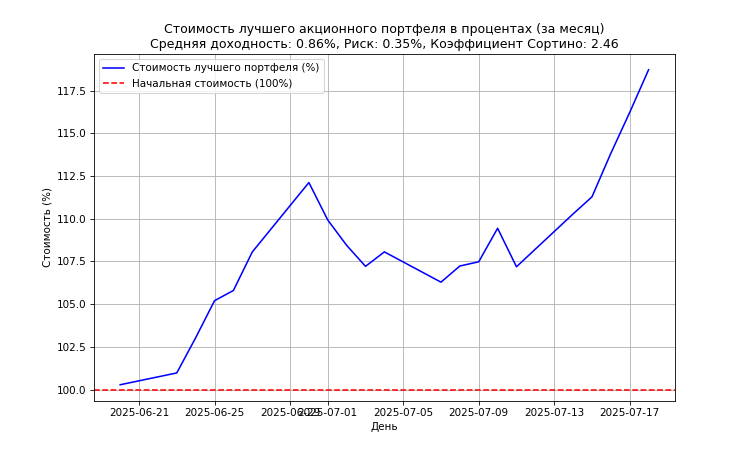 Стоимость лучшего акционного портфеля в процентах (за месяц)
Средняя доходность: 0.86%, Риск: 0.35%, Коэффициент Сортино: 2.46
Стоимость лучшего портфеля (%)
Начальная стоимость (100%)
Стоимость (%)
117.5
115.0
112.5
110.0
107.5
105.0
102.5
100.0
2025-06-21
2025-06-25
2025-06-29
2025-07-01
2025-07-05
2025-07-09
2025-07-13
2025-07-17
День